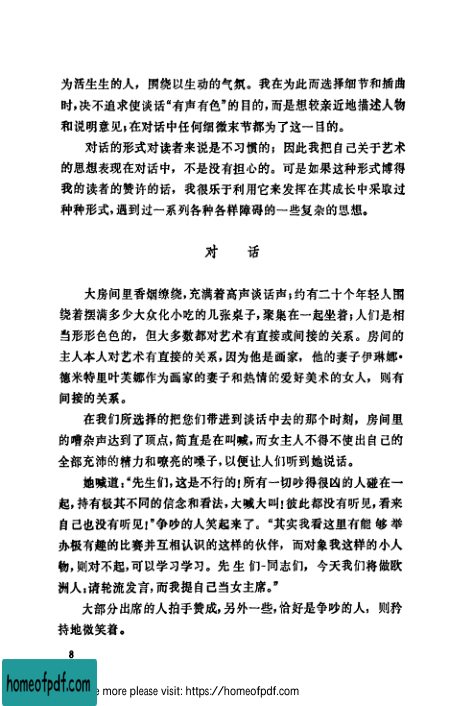 为活生生的人，围绕以生动的气氛。我在为此而选择细节和插曲
时，决不追求使谈话“有声有色”的目的，而是想较亲近地描述人物
和说明意见；在对话中任何细微末节都为了这一目的。
对话的形式对读者来说是不习惯的；因此我把自己关于艺术
的思想表现在对话中，不是没有担心的。可是如果这种形式博得
我的读者的赞许的话，我很乐于利用它来发挥在其成长中采取过
种种形式，遇到过一系列各种各样障碍的一些复杂的思想。
对 话
大房间里香烟缭绕，充满着高声谈话声；约有二十个年轻人围
绕着摆满多少大众化小吃的几张桌子，聚集在一起坐着；人们是相
当形形色色的，但大多数都对艺术有直接或间接的关系。房间的
主人本人对艺术有直接的关系，因为他是画家，他的妻子伊琳娜·
德米特里叶芙娜作为画家的妻子和热情的爱好美术的女人，则有
间接的关系。
在我们所选择的把您们带进到谈话中去的那个时刻，房间里
的嘈杂声达到了顶点，简直是在叫喊，而女主人不得不使出自己的
全部充沛的精力和嘹亮的嗓子，以便让人们听到她说话。
她喊道：“先生们，这是不行的！所有一切吵得很凶的人碰在一
起，持有极其不同的信念和看法，大喊大叫！彼此都没有听见，看来
自己也没有听见！”争吵的人笑起来了。“其实我看这里有能够举
办极有趣的比赛并互相认识的这样的伙伴，而对象我这样的小人
物，则对不起，可以学习学习。先生们-同志们，今天我们将做欧
洲人：请轮流发言，而我提自己当女主席。”
大部分出席的人拍手赞成，另外一些，恰好是争吵的人，则矜
持地微笑着。
8
homeofpdf.com
e more please visit: https://homeofpdf.com